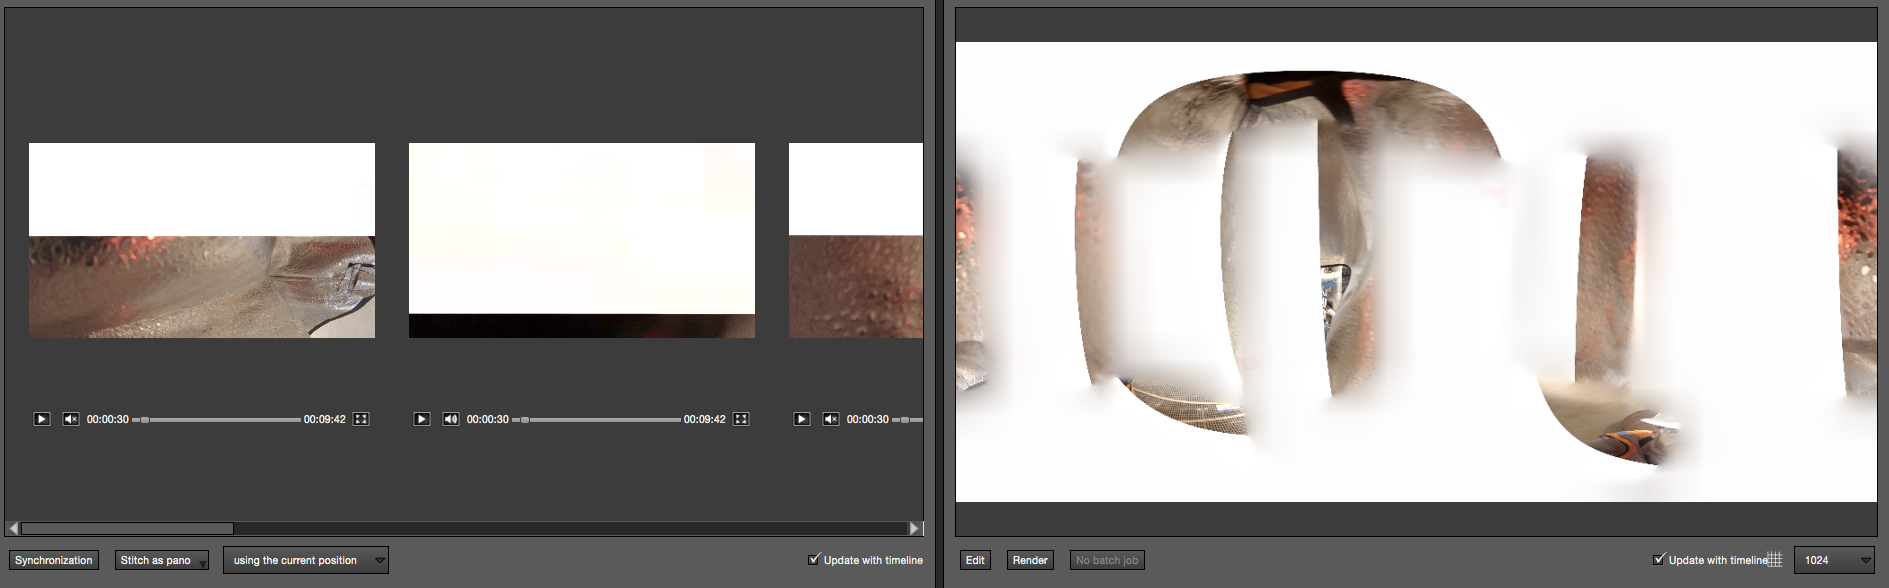 00:00:30 00:09:42 00:00:30 00:09:42 00:00:30
Synchronization Stitch as pano using the current position Update with timeline Edit Render No batch job Update with timeline 1024